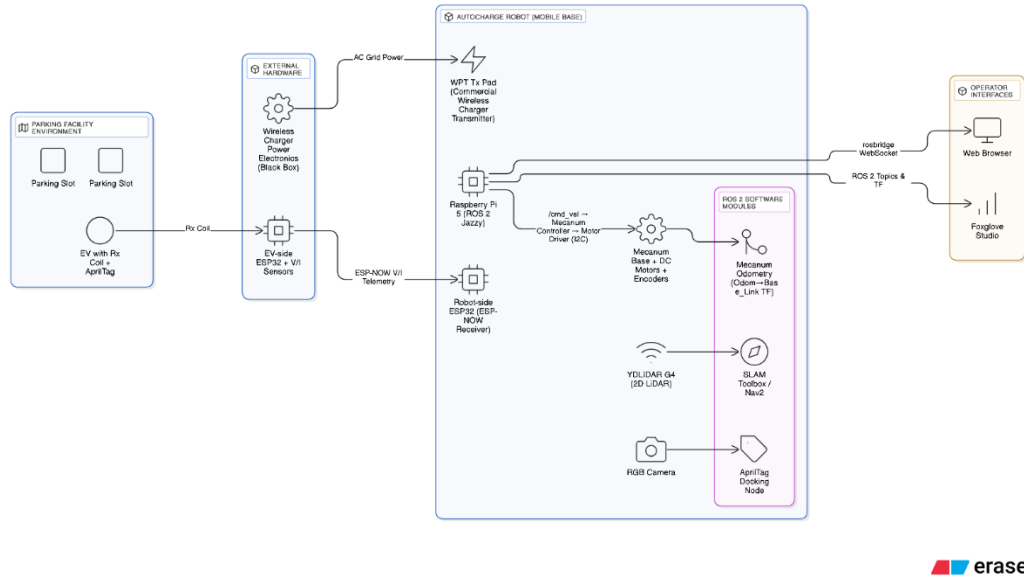 AUTOCHARGE ROBOT (MOBILE BASE)
EXTERNAL
HARDWARE
AC Grid Power
WPT Tx Pad
(Commercial
Wireless
Charger
Transmitter)
OPERATOR
INTERFACES
PARKING FACILITY
ENVIRONMENT
Wireless
Charger
Power
Electronics
(Black Box)
Parking Slot
Parking Slot
rosbridge
WebSocket
Web Browser
Raspberry Pi
5 (ROS 2
Jazzy)
ROS 2 Topics &
TF
ROS 2 SOFTWARE
MODULES
/cmd_vel →
Mecanum
Controller → Motor
Driver (I2C)
Rx Coil
EV with Rx
Coil +
AprilTag
EV-side
ESP32 + V/I
Sensors
Foxglove
Studio
Mecanum
Base + DC
Motors +
Encoders
Mecanum
Odometry
(Odom→Bas
e_Link TF)
ESP-NOW V/I
Telemetry
Robot-side
ESP32 (ESP-
NOW
Receiver)
YDLIDAR G4
(2D LiDAR)
SLAM
Toolbox /
Nav2
RGB Camera
AprilTag
Docking
Node
erase